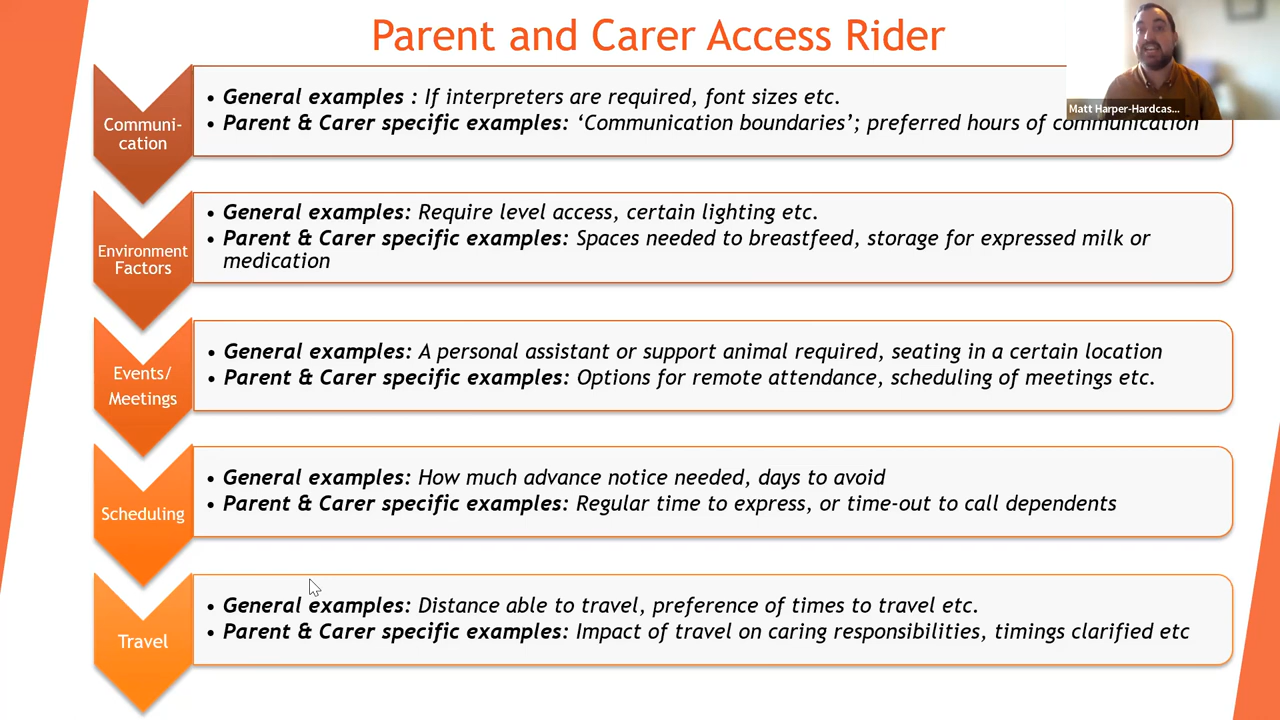 Parent and Carer Access Rider
Matt Harper-Hardcas...
Communi-
cation
• General examples : If interpreters are required, font sizes etc.
• Parent & Carer specific examples: ‘Communication boundaries’; preferred hours of communication
Environment
Factors
• General examples: Require level access, certain lighting etc.
• Parent & Carer specific examples: Spaces needed to breastfeed, storage for expressed milk or
medication
Events/
Meetings
• General examples: A personal assistant or support animal required, seating in a certain location
• Parent & Carer specific examples: Options for remote attendance, scheduling of meetings etc.
Scheduling
• General examples: How much advance notice needed, days to avoid
• Parent & Carer specific examples: Regular time to express, or time-out to call dependents
Travel
• General examples: Distance able to travel, preference of times to travel etc.
• Parent & Carer specific examples: Impact of travel on caring responsibilities, timings clarified etc